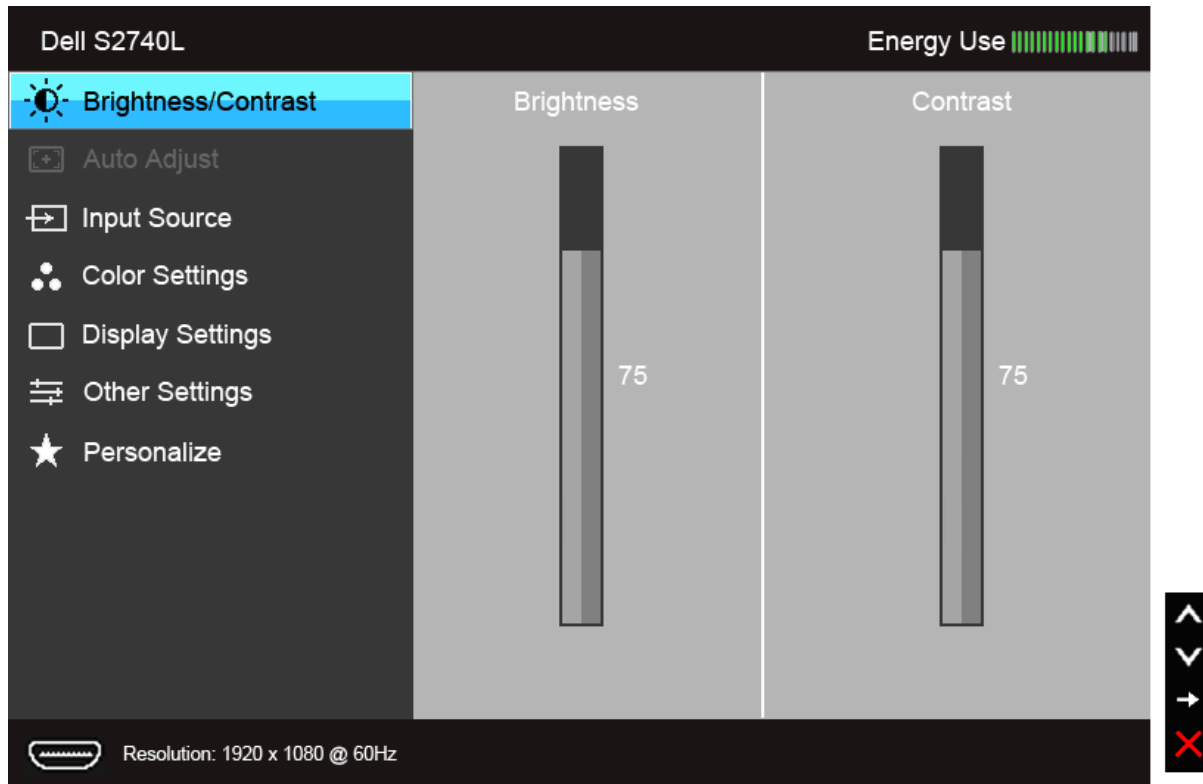 Dell S2740L
Energy Use
Brightness/Contrast
Auto Adjust
Input Source
Color Settings
Display Settings
Other Settings
Personalize
Brightness
75
Contrast
75
Resolution: 1920 x 1080 @ 60Hz